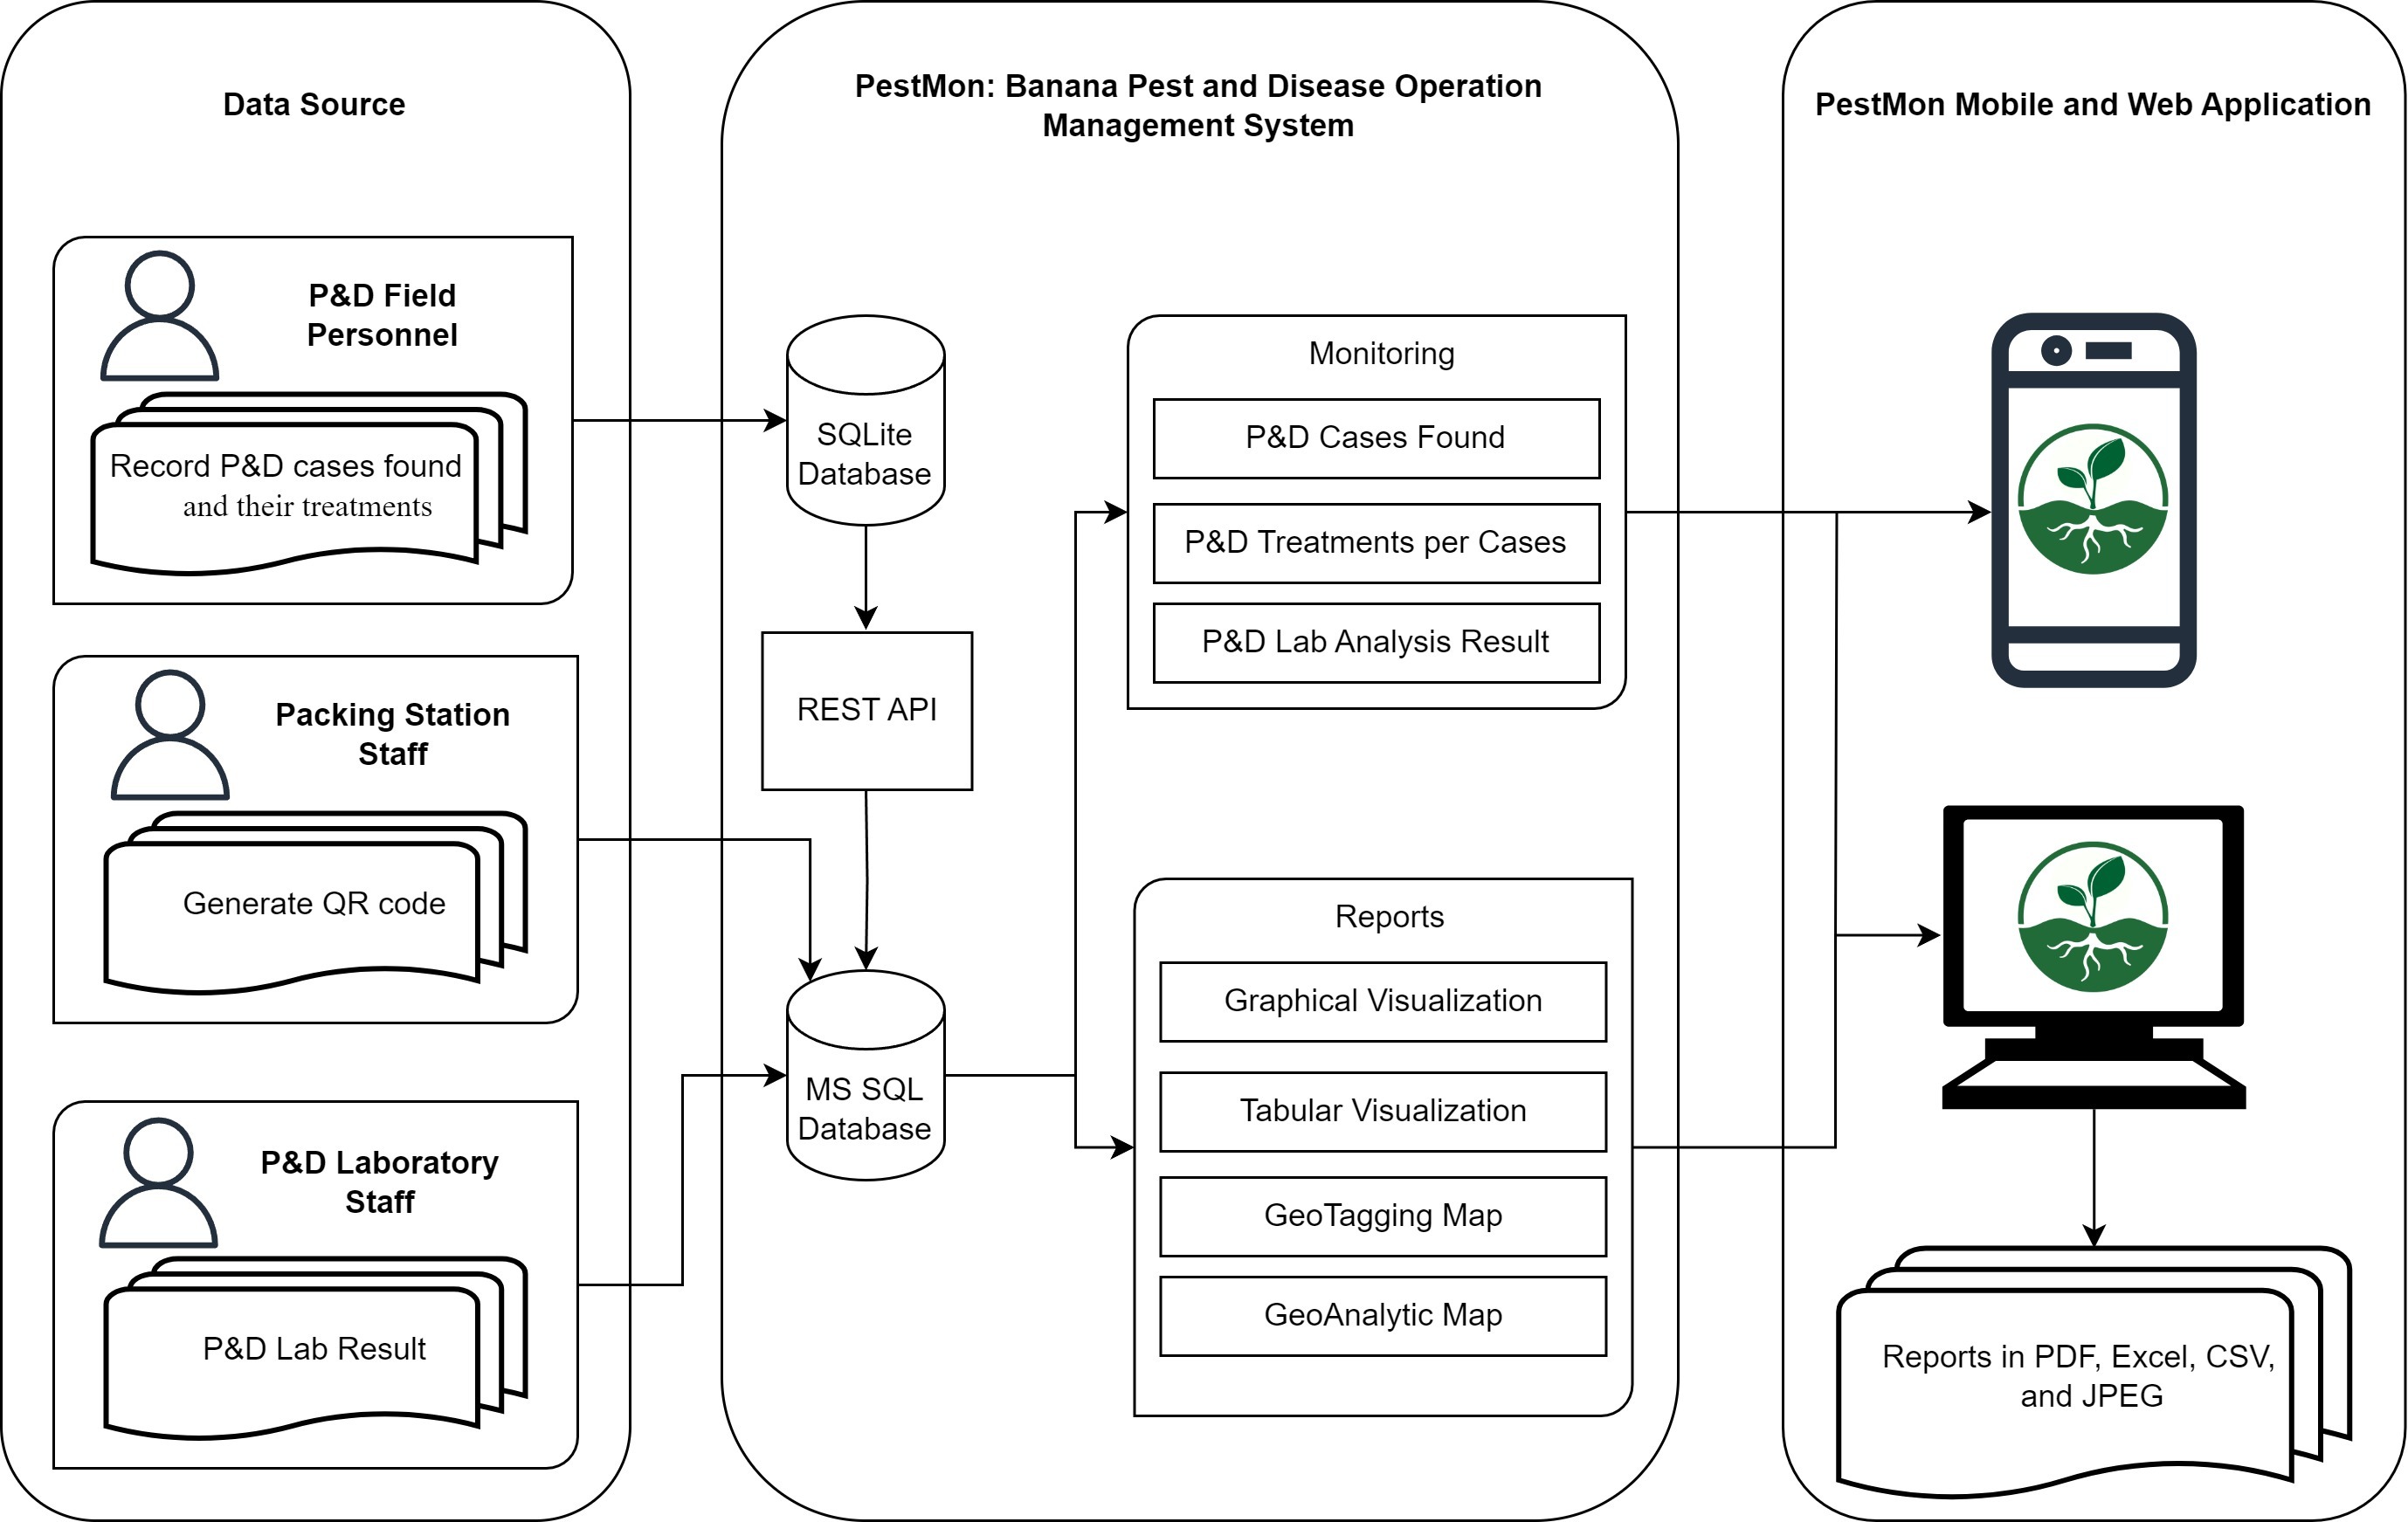 Data Source
P&D Field
Personnel
Record P&D cases found
and their treatments
Packing Station
Staff
Generate QR code
P&D Laboratory
Staff
P&D Lab Result
PestMon: Banana Pest and Disease Operation
Management System
SQLite
Database
REST API
MS SQL
Database
Monitoring
P&D Cases Found
P&D Treatments per Cases
P&D Lab Analysis Result
Reports
Graphical Visualization
Tabular Visualization
GeoTagging Map
GeoAnalytic Map
PestMon Mobile and Web Application
Reports in PDF, Excel, CSV,
and JPEG